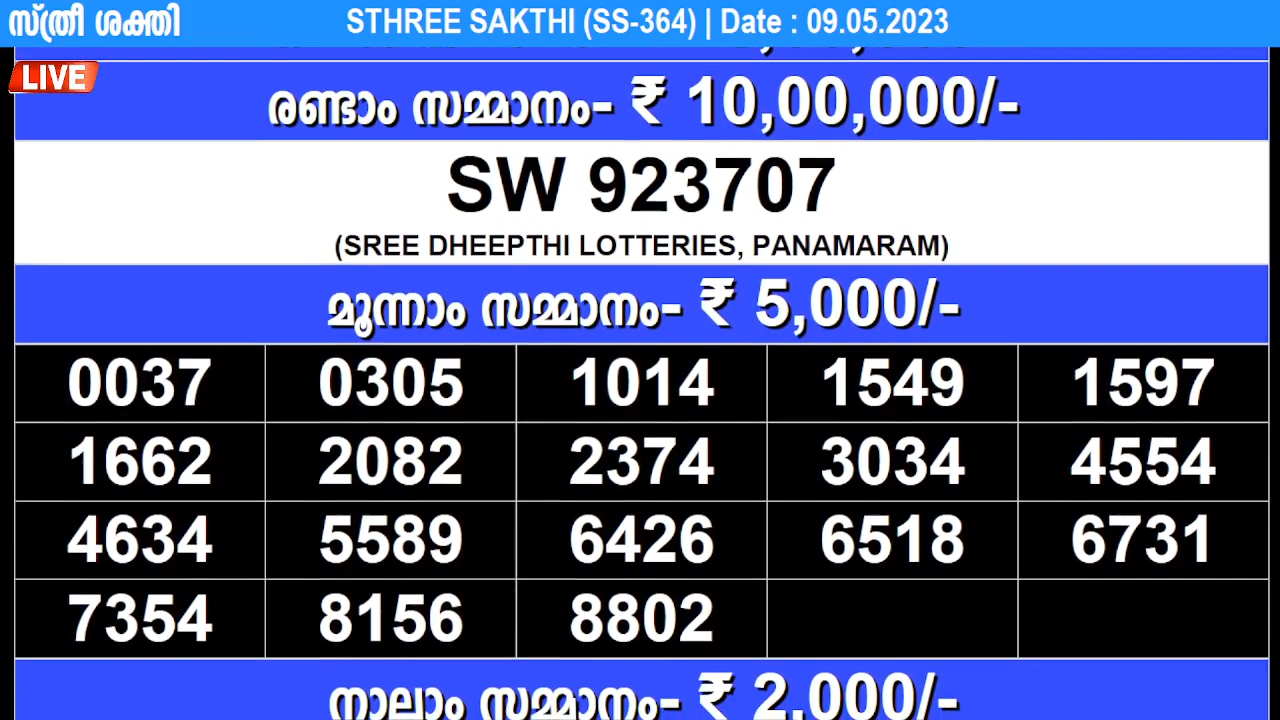 സ്ത്രീ ശക്തി STHREE SAKTHI (SS-364) | Date : 09.05.2023
LIVE
രണ്ടാം സമ്മാനം- ₹ 10,00,000/-
SW 923707
(SREE DHEEPTHI LOTTERIES, PANAMARAM)
മൂന്നാം സമ്മാനം- ₹ 5,000/-
0037 0305 1014 1549 1597
1662 2082 2374 3034 4554
4634 5589 6426 6518 6731
7354 8156 8802
നാലാം സമ്മാനം- ₹ 2,000/-